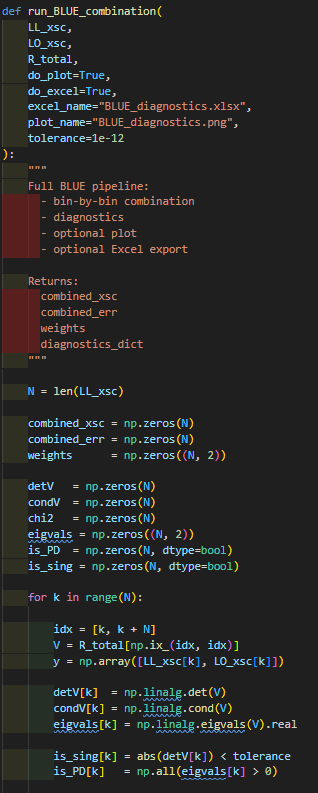 def run_BLUE_combination(
    LL_xsc,
    LO_xsc,
    R_total,
    do_plot=True,
    do_excel=True,
    excel_name="BLUE_diagnostics.xlsx",
    plot_name="BLUE_diagnostics.png",
    tolerance=1e-12
):
    """
    Full BLUE pipeline:
      - bin-by-bin combination
      - diagnostics
      - optional plot
      - optional Excel export

    Returns:
      combined_xsc
      combined_err
      weights
      diagnostics_dict
    """

    N = len(LL_xsc)

    combined_xsc = np.zeros(N)
    combined_err = np.zeros(N)
    weights      = np.zeros((N, 2))

    detV   = np.zeros(N)
    condV  = np.zeros(N)
    chi2   = np.zeros(N)
    eigvals = np.zeros((N, 2))
    is_PD  = np.zeros(N, dtype=bool)
    is_sing = np.zeros(N, dtype=bool)

    for k in range(N):

        idx = [k, k + N]
        V = R_total[np.ix_(idx, idx)]
        y = np.array([LL_xsc[k], LO_xsc[k]])

        detV[k]  = np.linalg.det(V)
        condV[k] = np.linalg.cond(V)
        eigvals[k] = np.linalg.eigvals(V).real

        is_sing[k] = abs(detV[k]) < tolerance
        is_PD[k]   = np.all(eigvals[k] > 0)